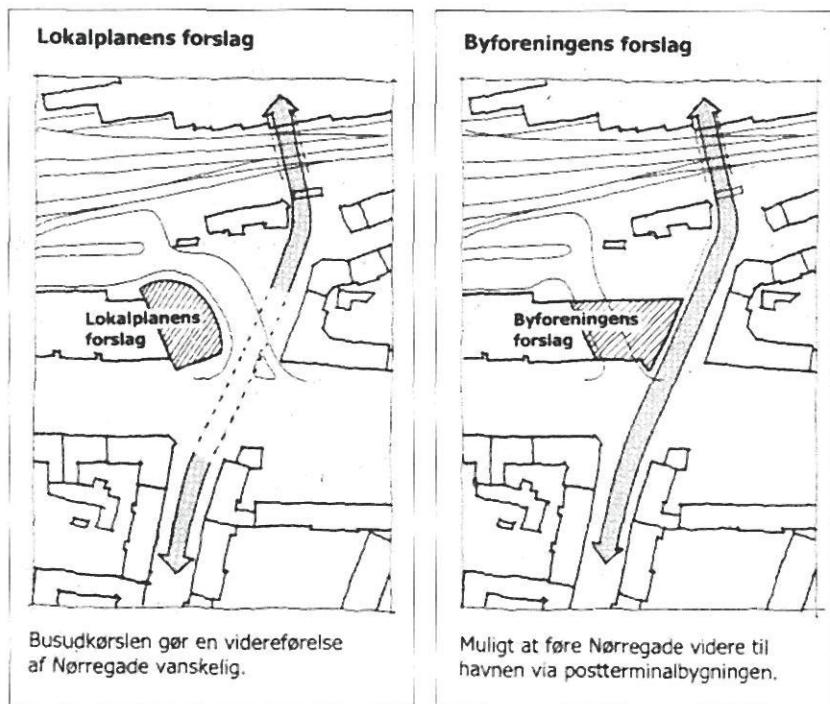 Lokalplanens forslag
Lokalplanens
forslag
Busudkørslen gør en videreførelse
af Nørregade vanskelig.
Byforeningens forslag
Byforeningens
forslag
Muligt at føre Nørregade videre til
havnen via postterminalbygningen.